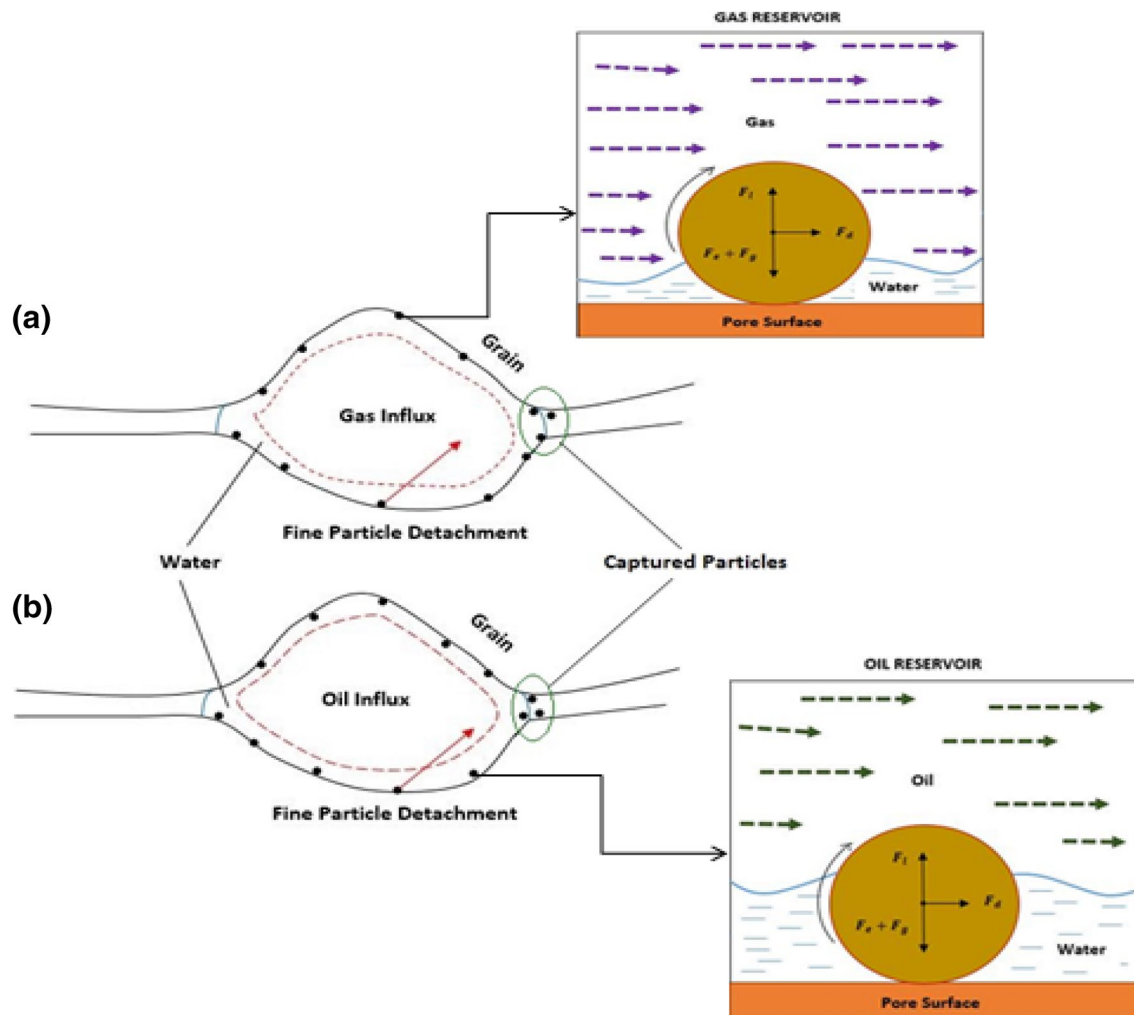 GAS RESERVOIR
Gas
F_l
F_d
F_e + F_g
Water
Pore Surface
(a)
Grain
Gas Influx
Fine Particle Detachment
Water
Captured Particles
(b)
Grain
Oil Influx
Fine Particle Detachment
OIL RESERVOIR
Oil
F_l
F_d
F_e + F_g
Water
Pore Surface